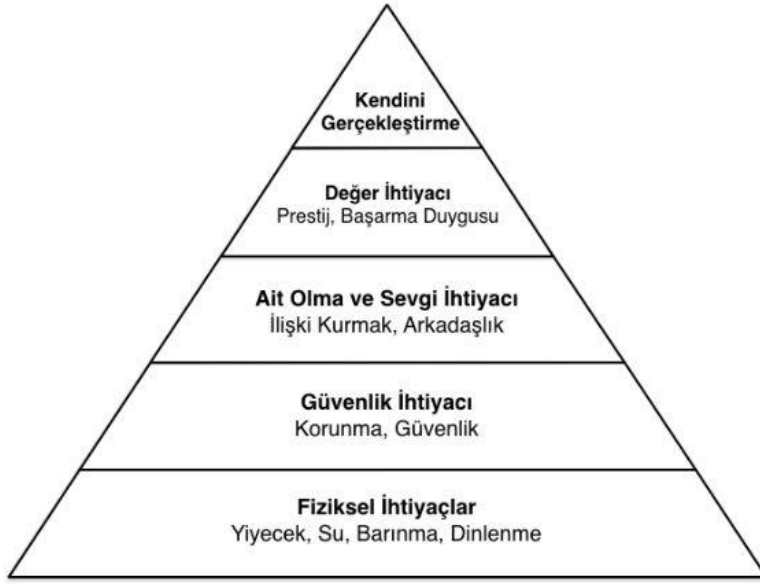 Kendini
Gerçekleştirme
Değer İhtiyacı
Prestij, Başarma Duygusu
Ait Olma ve Sevgi İhtiyacı
İlişki Kurmak, Arkadaşlık
Güvenlik İhtiyacı
Korunma, Güvenlik
Fiziksel İhtiyaçlar
Yiyecek, Su, Barınma, Dinlenme